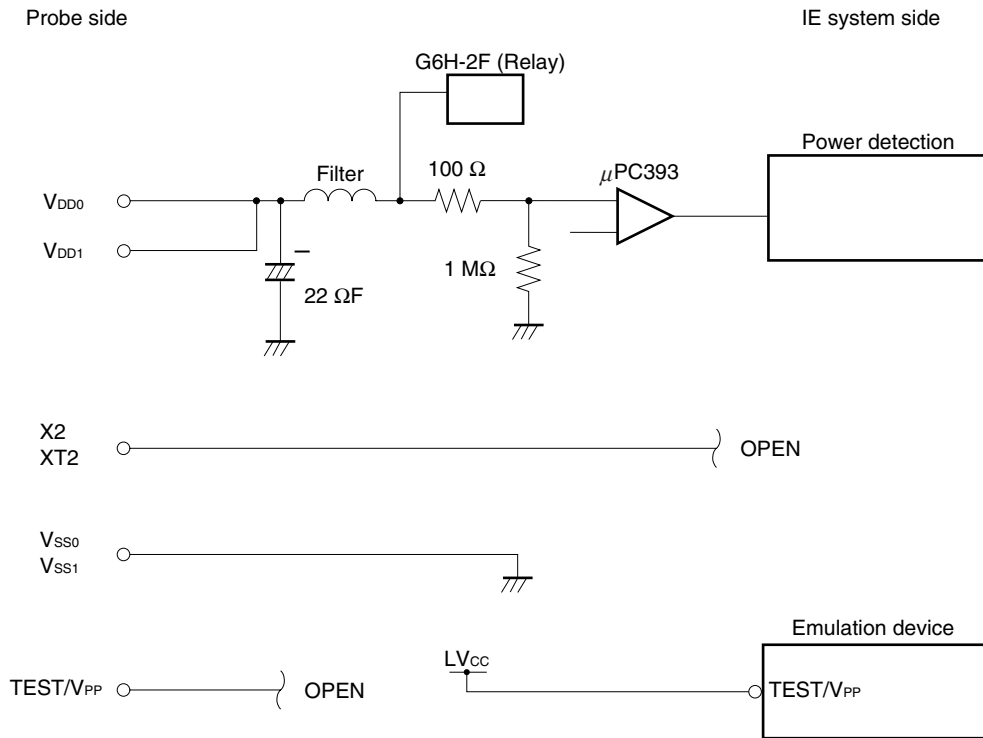 Probe side
IE system side
G6H-2F (Relay)
Power detection
Filter
100 Ω
μPC393
VDD0
VDD1
1 MΩ
22 ΩF
X2
XT2
OPEN
VSS0
VSS1
Emulation device
LVCC
TEST/VPP
OPEN
TEST/VPP